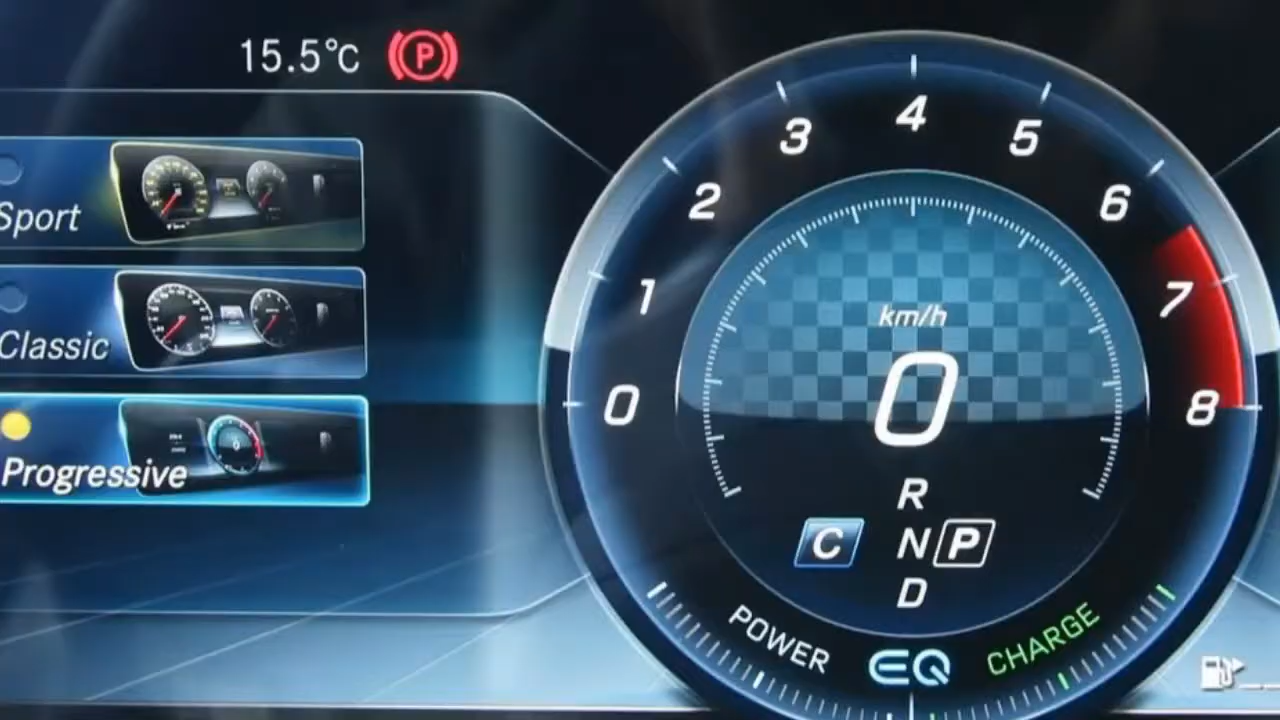 15.5°C P
Sport
Classic
Progressive
0 1 2 3 4 5 6 7 8
km/h
0
R
C N P
D
POWER EQ CHARGE